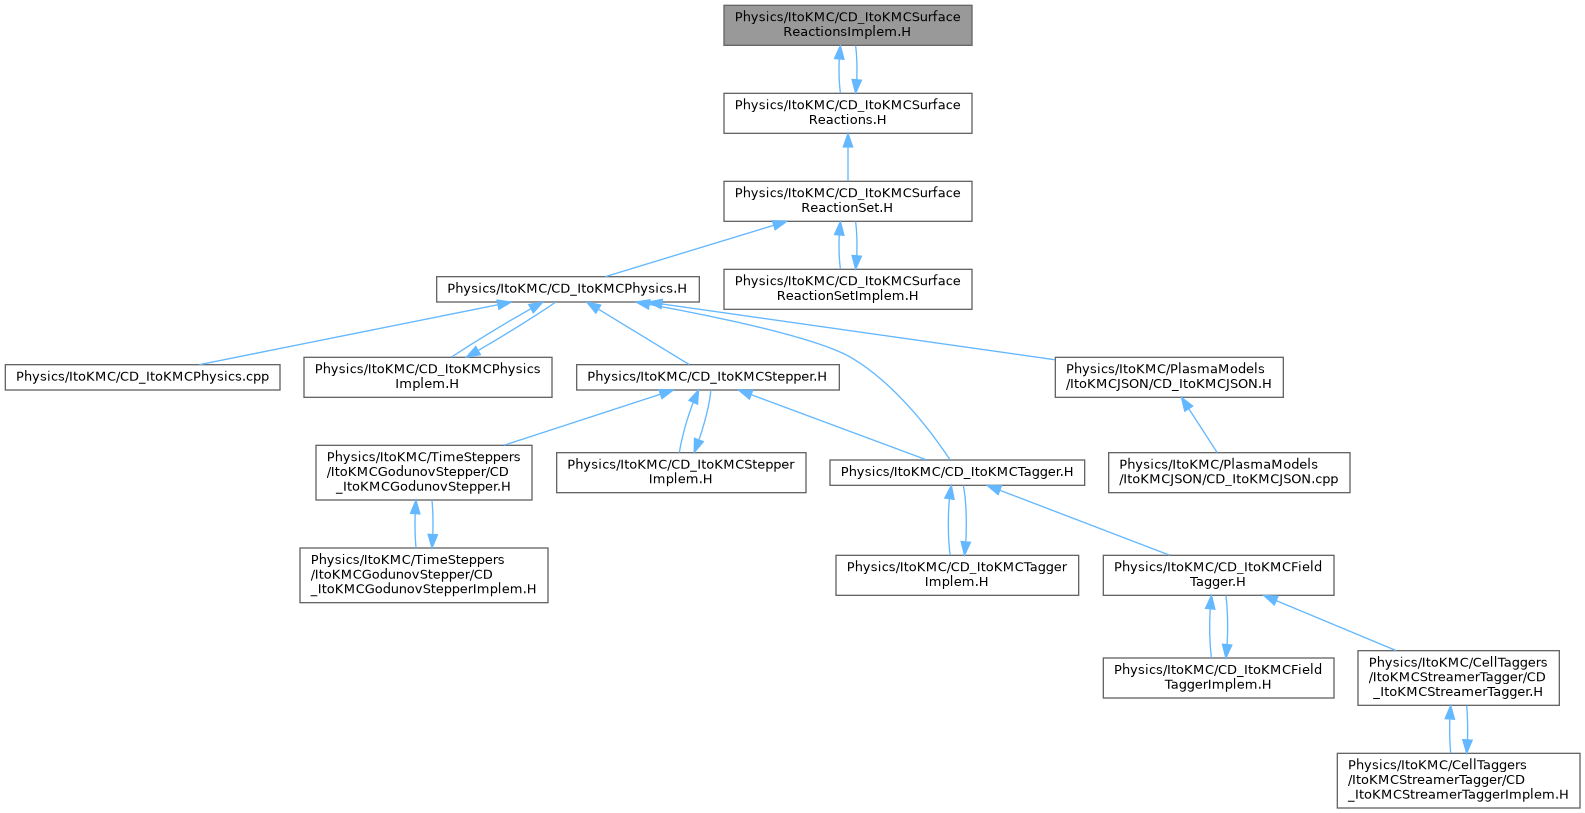 Physics/ItoKMC/CD_ItoKMCSurface
ReactionsImplem.H
Physics/ItoKMC/CD_ItoKMCSurface
Reactions.H
Physics/ItoKMC/CD_ItoKMCSurface
ReactionSet.H
Physics/ItoKMC/CD_ItoKMCPhysics.H
Physics/ItoKMC/CD_ItoKMCSurface
ReactionSetImplem.H
Physics/ItoKMC/CD_ItoKMCPhysics.cpp
Physics/ItoKMC/CD_ItoKMCPhysics
Implem.H
Physics/ItoKMC/CD_ItoKMCStepper.H
Physics/ItoKMC/PlasmaModels
/ItoKMCJSON/CD_ItoKMCJSON.H
Physics/ItoKMC/TimeSteppers
/ItoKMCGodunovStepper/CD
_ItoKMCGodunovStepper.H
Physics/ItoKMC/CD_ItoKMCStepper
Implem.H
Physics/ItoKMC/CD_ItoKMCTagger.H
Physics/ItoKMC/PlasmaModels
/ItoKMCJSON/CD_ItoKMCJSON.cpp
Physics/ItoKMC/TimeSteppers
/ItoKMCGodunovStepper/CD
_ItoKMCGodunovStepperImplem.H
Physics/ItoKMC/CD_ItoKMCTagger
Implem.H
Physics/ItoKMC/CD_ItoKMCField
Tagger.H
Physics/ItoKMC/CD_ItoKMCField
TaggerImplem.H
Physics/ItoKMC/CellTaggers
/ItoKMCStreamerTagger/CD
_ItoKMCStreamerTagger.H
Physics/ItoKMC/CellTaggers
/ItoKMCStreamerTagger/CD
_ItoKMCStreamerTaggerImplem.H